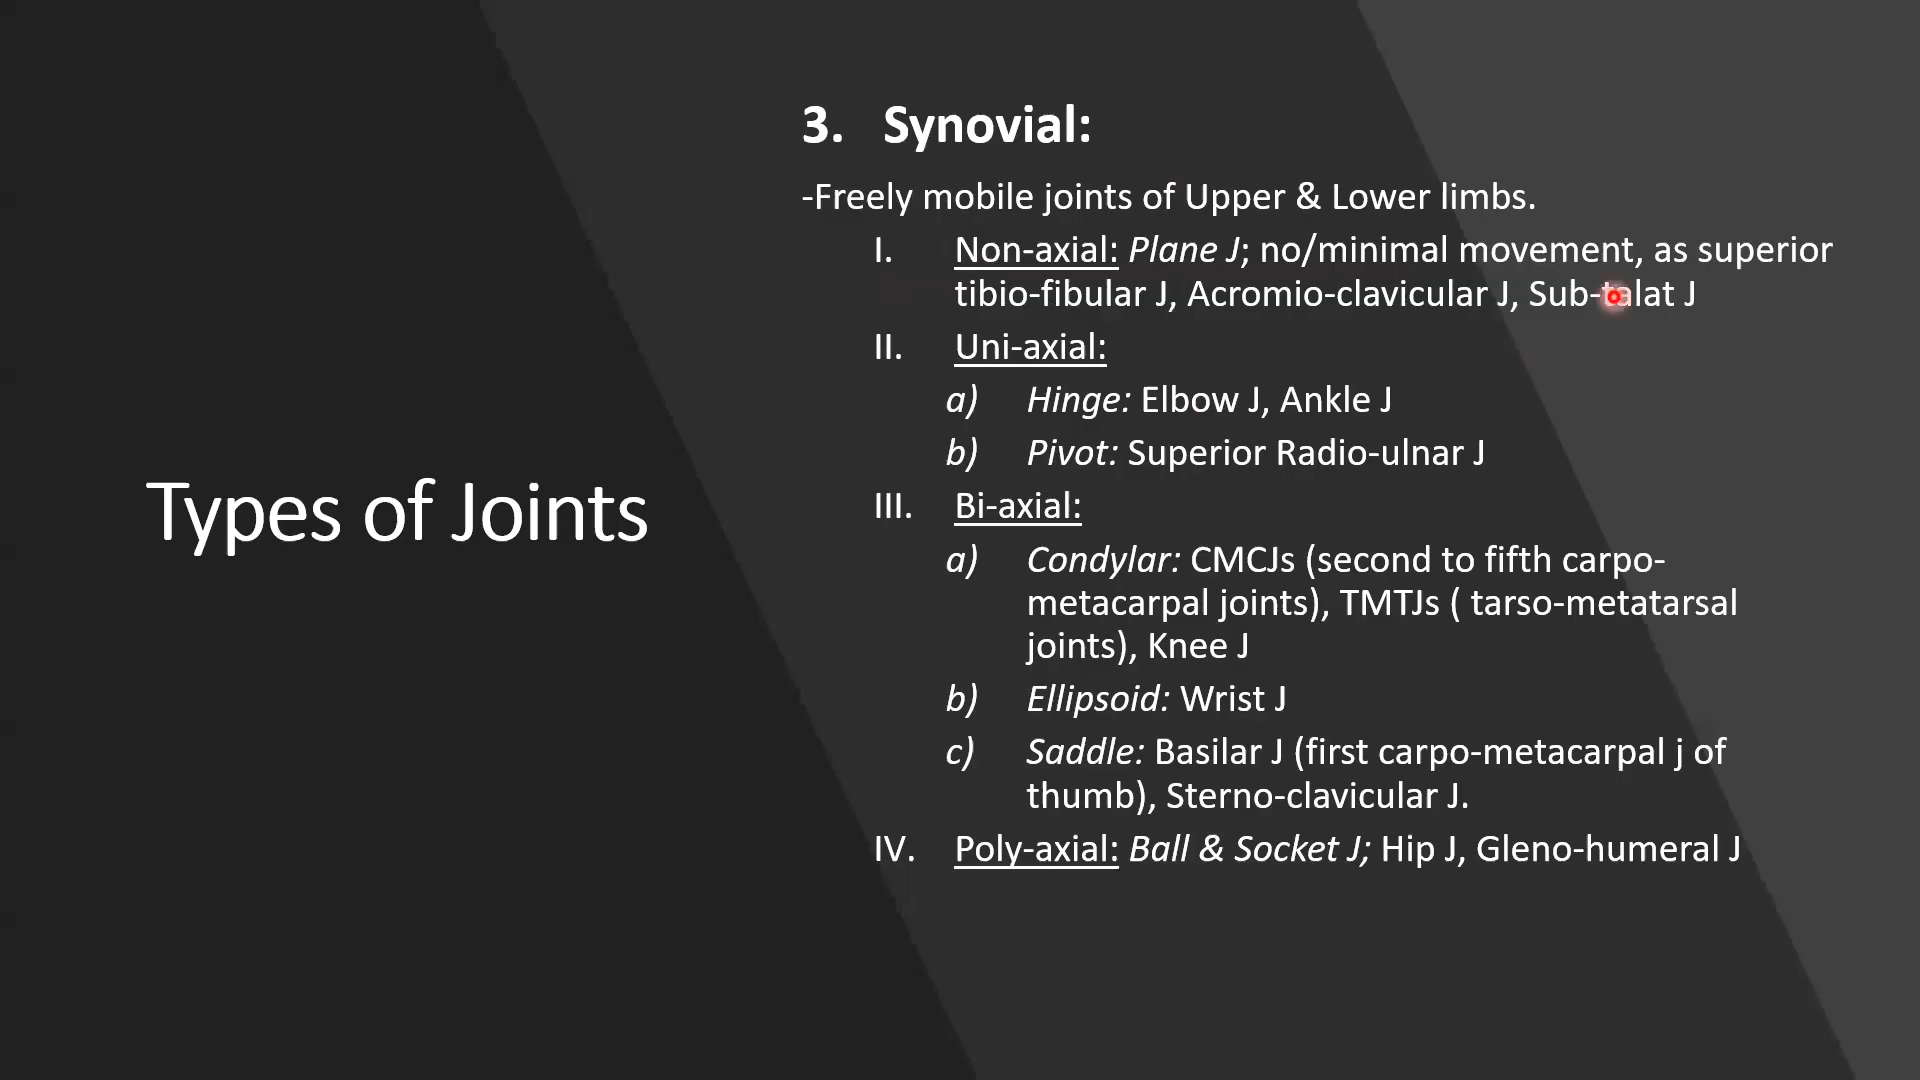 Types of Joints
3. Synovial:
-Freely mobile joints of Upper & Lower limbs.
I. Non-axial: Plane J; no/minimal movement, as superior
tibio-fibular J, Acromio-clavicular J, Sub-talat J
II. Uni-axial:
a) Hinge: Elbow J, Ankle J
b) Pivot: Superior Radio-ulnar J
III. Bi-axial:
a) Condylar: CMCJs (second to fifth carpo-
metacarpal joints), TMTJs ( tarso-metatarsal
joints), Knee J
b) Ellipsoid: Wrist J
c) Saddle: Basilar J (first carpo-metacarpal j of
thumb), Sterno-clavicular J.
IV. Poly-axial: Ball & Socket J; Hip J, Gleno-humeral J